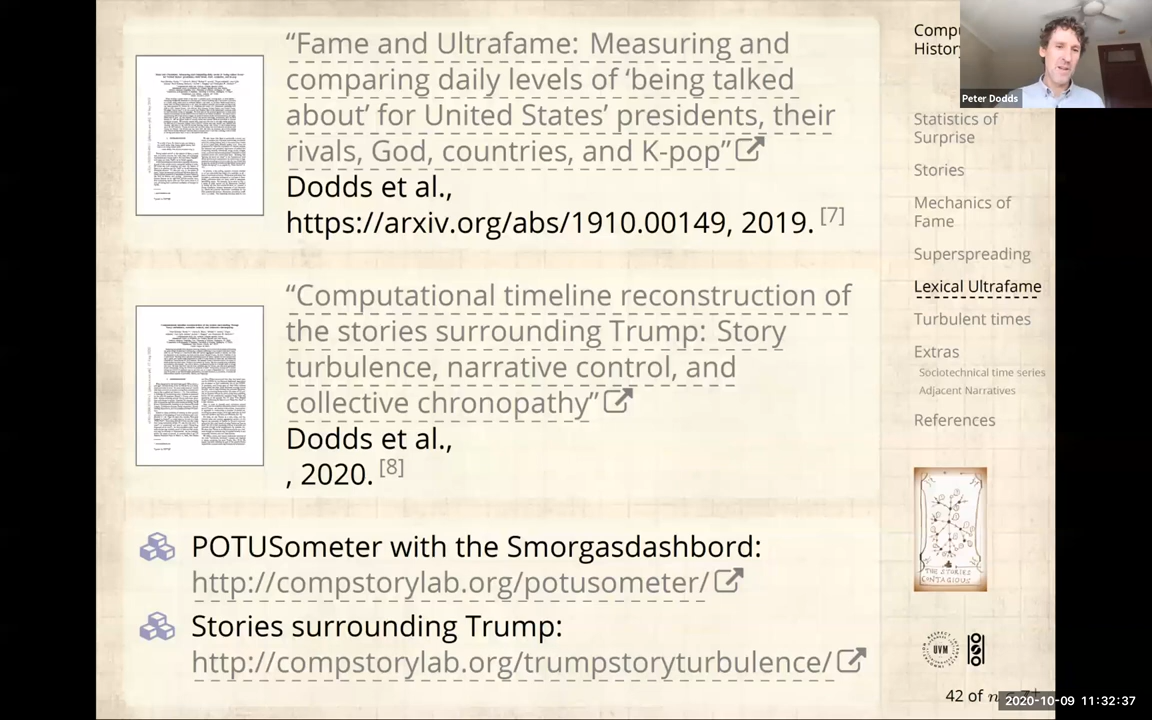 “Fame and Ultrafame: Measuring and
comparing daily levels of ‘being talked
about’ for United States’ presidents, their
rivals, God, countries, and K-pop”
Dodds et al.,
https://arxiv.org/abs/1910.00149, 2019. [7]
“Computational timeline reconstruction of
the stories surrounding Trump: Story
turbulence, narrative control, and
collective chronopathy”
Dodds et al.,
, 2020. [8]
POTUSometer with the Smorgasdashbord:
http://compstorylab.org/potusometer/
Stories surrounding Trump:
http://compstorylab.org/trumpstoryturbulence/
Peter Dodds
Statistics of
Surprise
Stories
Mechanics of
Fame
Superspreading
Lexical Ultrafame
Turbulent times
Extras
Sociotechnical time series
Adjacent Narratives
References
THE STORIES
CONTAGIOUS
UVM
42 of
2020-10-09 11:32:37